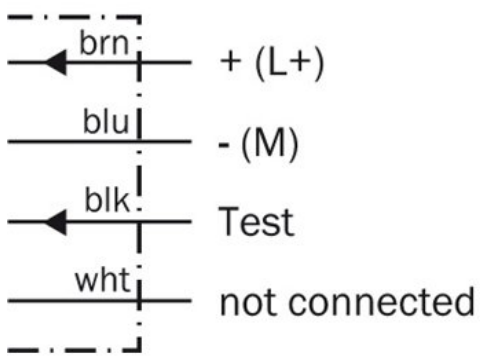 brn + (L+)
blu - (M)
blk Test
wht not connected